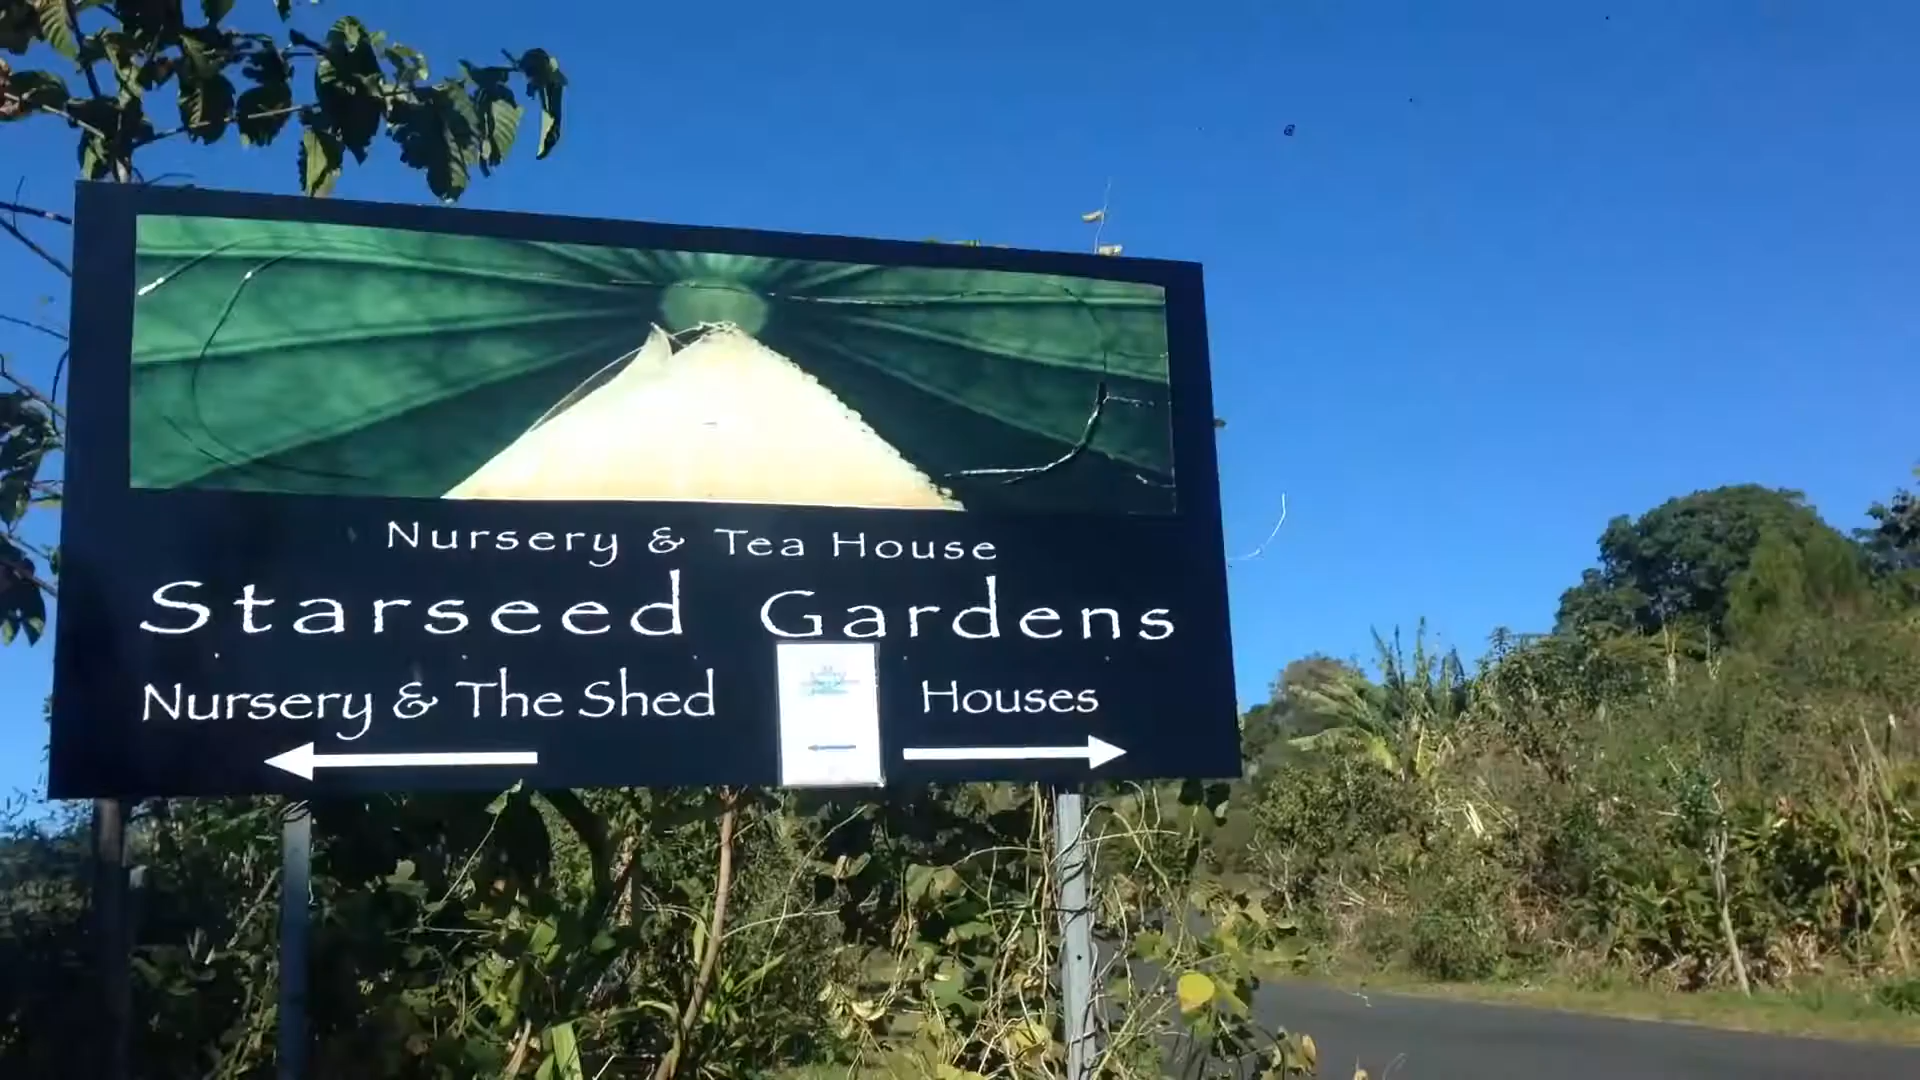 Nursery & Tea House
Starseed Gardens
Nursery & The Shed
Houses